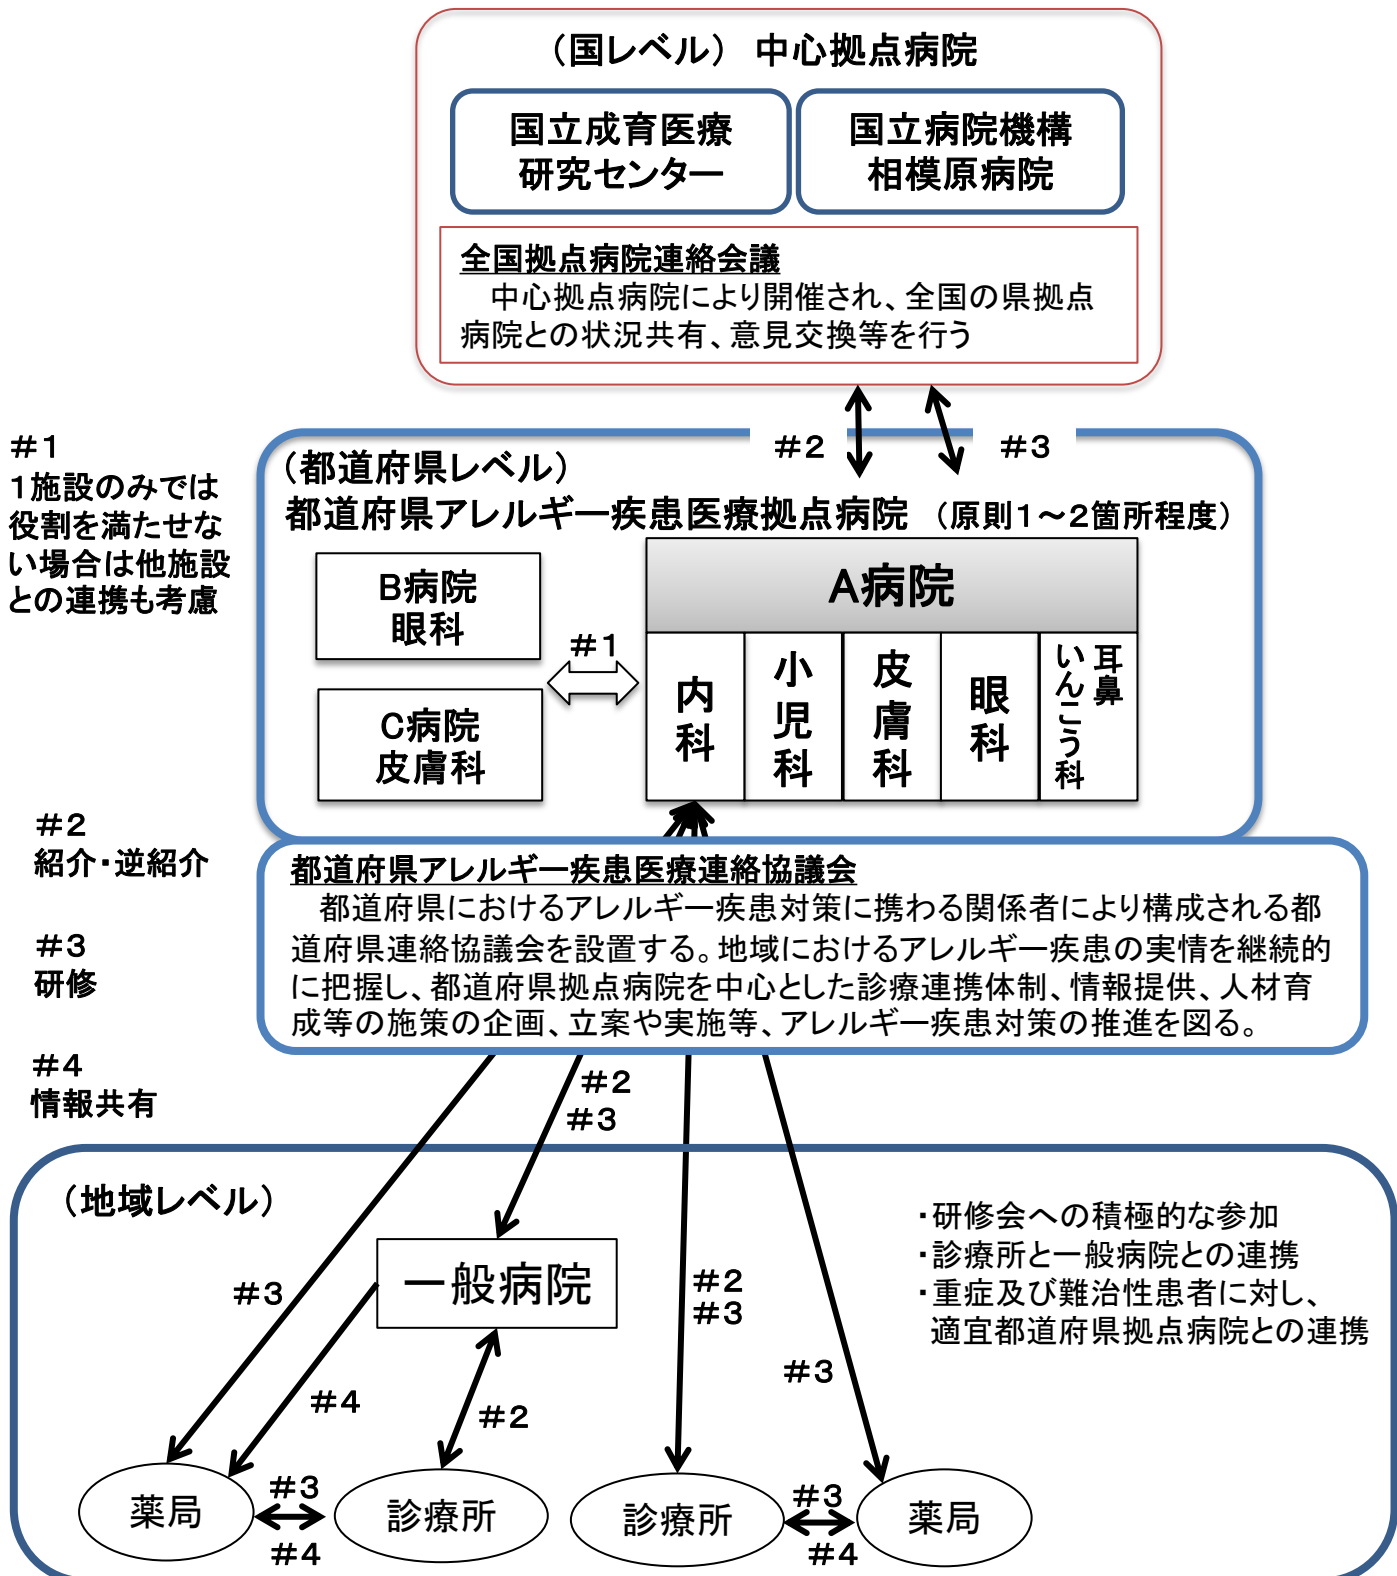 （国レベル） 中心拠点病院
国立成育医療
研究センター
国立病院機構
相模原病院
全国拠点病院連絡会議
中心拠点病院により開催され、全国の県拠点
病院との状況共有、意見交換等を行う
＃2
＃3
＃1
1施設のみでは
役割を満たせな
い場合は他施設
との連携も考慮
（都道府県レベル）
都道府県アレルギー疾患医療拠点病院 （原則1～2箇所程度）
B病院
眼科
C病院
皮膚科
＃1
A病院
内科
小児科
皮膚科
眼科
耳鼻
いんこう科
＃2
紹介・逆紹介
＃3
研修
＃4
情報共有
都道府県アレルギー疾患医療連絡協議会
都道府県におけるアレルギー疾患対策に携わる関係者により構成される都
道府県連絡協議会を設置する。地域におけるアレルギー疾患の実情を継続的
に把握し、都道府県拠点病院を中心とした診療連携体制、情報提供、人材育
成等の施策の企画、立案や実施等、アレルギー疾患対策の推進を図る。
＃2
＃3
（地域レベル）
・研修会への積極的な参加
・診療所と一般病院との連携
・重症及び難治性患者に対し、
適宜都道府県拠点病院との連携
一般病院
＃3
＃2
＃3
＃3
＃4
＃2
薬局
＃3
＃4
診療所
診療所
＃3
＃4
薬局